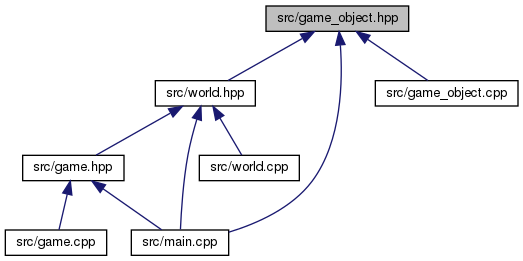 src/game_object.hpp
src/world.hpp
src/game_object.cpp
src/game.hpp
src/world.cpp
src/game.cpp
src/main.cpp